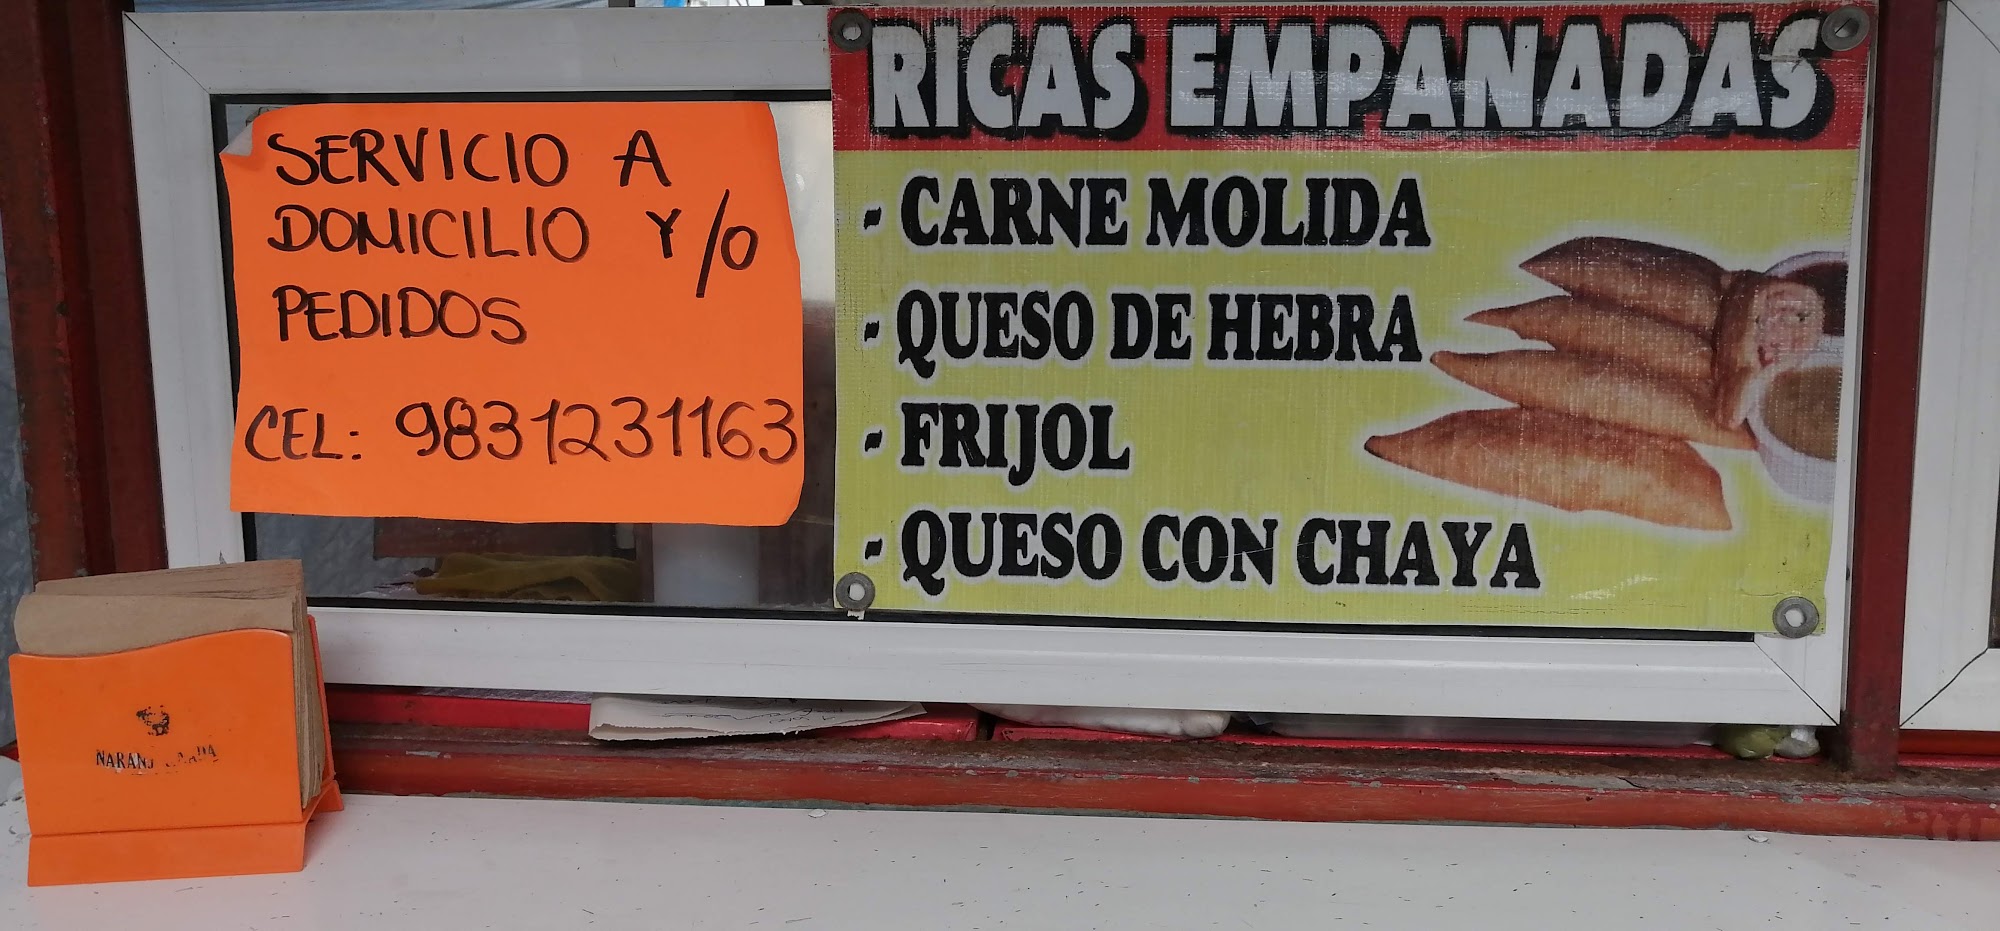 SERVICIO A
DOMICILIO Y/O
PEDIDOS
CEL: 9831231163
RICAS EMPANADAS
- CARNE MOLIDA
- QUESO DE HEBRA
- FRIJOL
- QUESO CON CHAYA